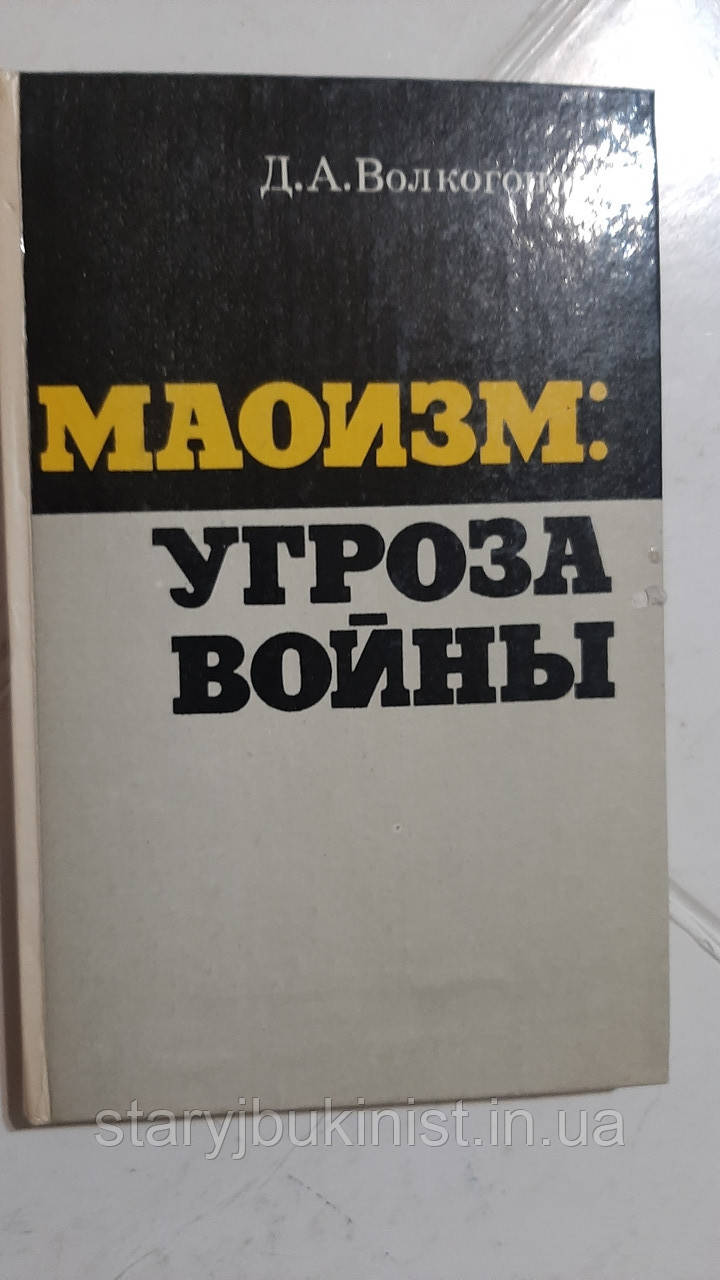 Д.А.Волкогон
МАОИЗМ:
УГРОЗА
ВОЙНЫ
staryjbukinist.in.ua